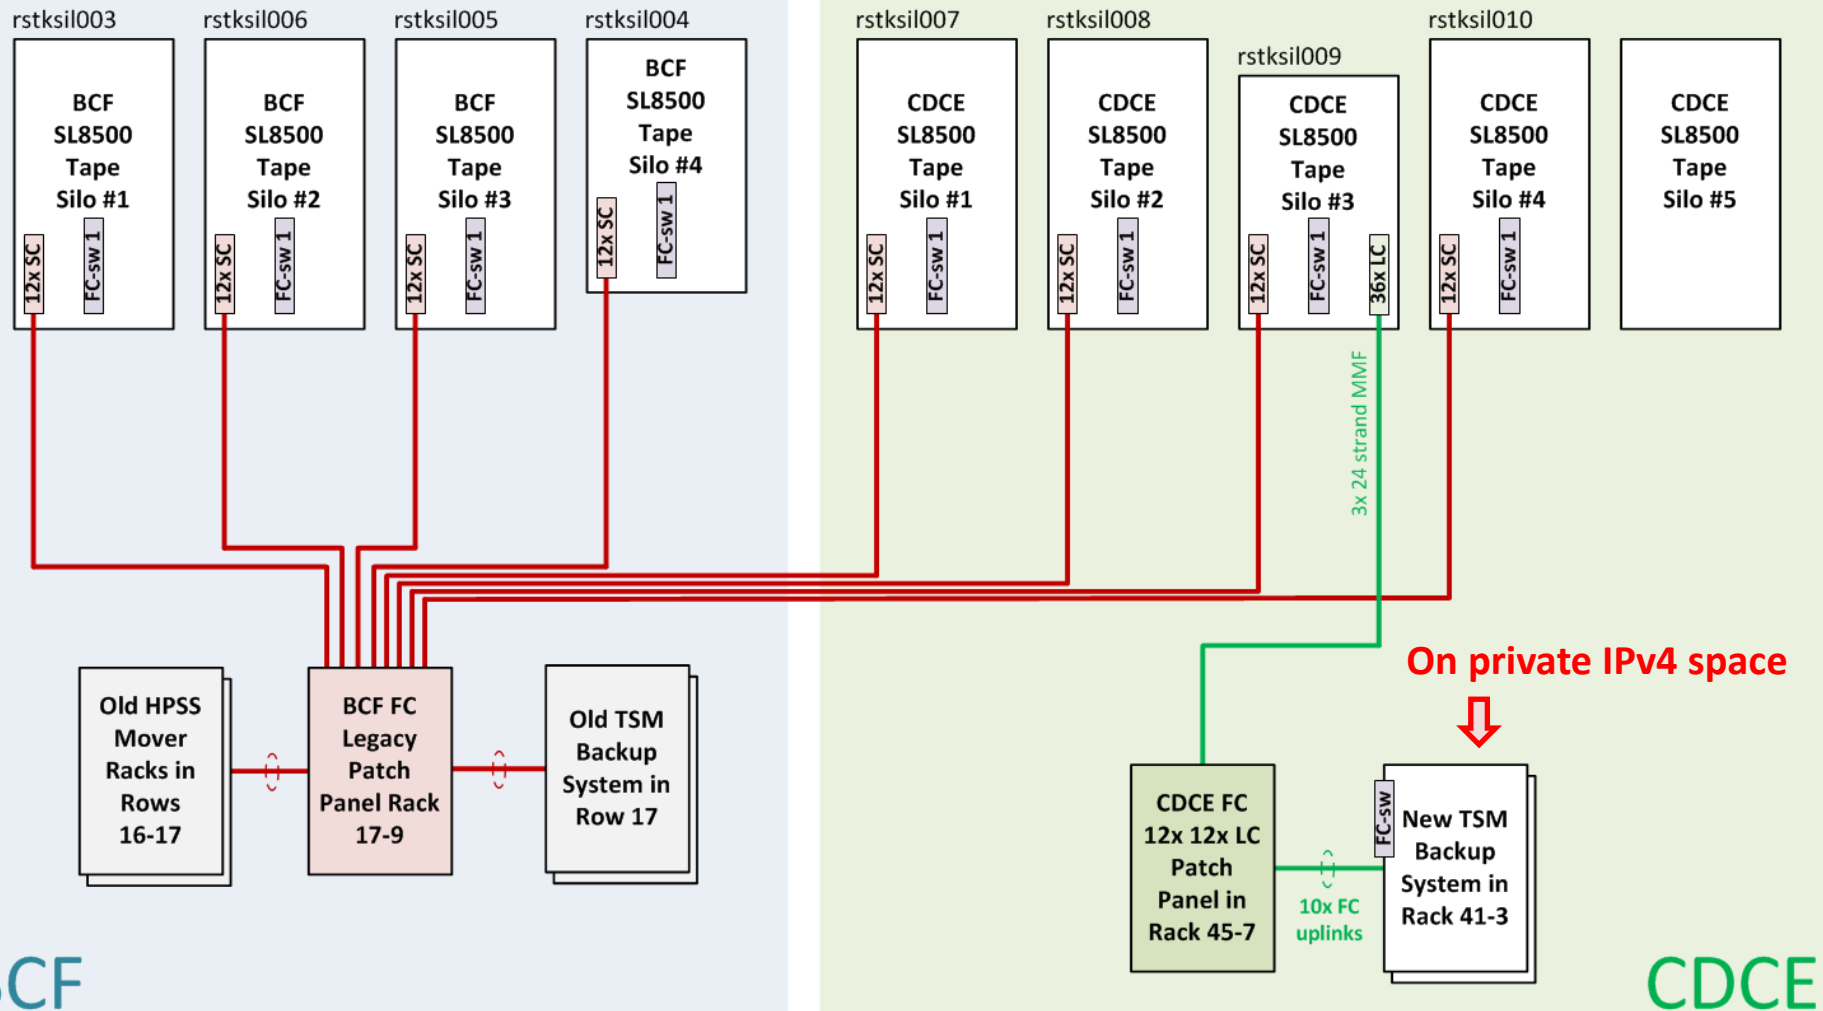 rstksil003
rstksil006
rstksil005
rstksil004
rstksil007
rstksil008
rstksil009
rstksil010
BCF
SL8500
Tape
Silo #1
12x SC
FC-sw 1
BCF
SL8500
Tape
Silo #2
12x SC
FC-sw 1
BCF
SL8500
Tape
Silo #3
12x SC
FC-sw 1
BCF
SL8500
Tape
Silo #4
12x SC
FC-sw 1
CDCE
SL8500
Tape
Silo #1
12x SC
FC-sw 1
CDCE
SL8500
Tape
Silo #2
12x SC
FC-sw 1
CDCE
SL8500
Tape
Silo #3
12x SC
FC-sw 1
36x LC
CDCE
SL8500
Tape
Silo #4
12x SC
FC-sw 1
CDCE
SL8500
Tape
Silo #5
3x 24 strand MMF
On private IPv4 space
Old HPSS
Mover
Racks in
Rows
16-17
BCF FC
Legacy
Patch
Panel Rack
17-9
Old TSM
Backup
System in
Row 17
CDCE FC
12x 12x LC
Patch
Panel in
Rack 45-7
10x FC
uplinks
FC-sw
New TSM
Backup
System in
Rack 41-3
BCF
CDCE